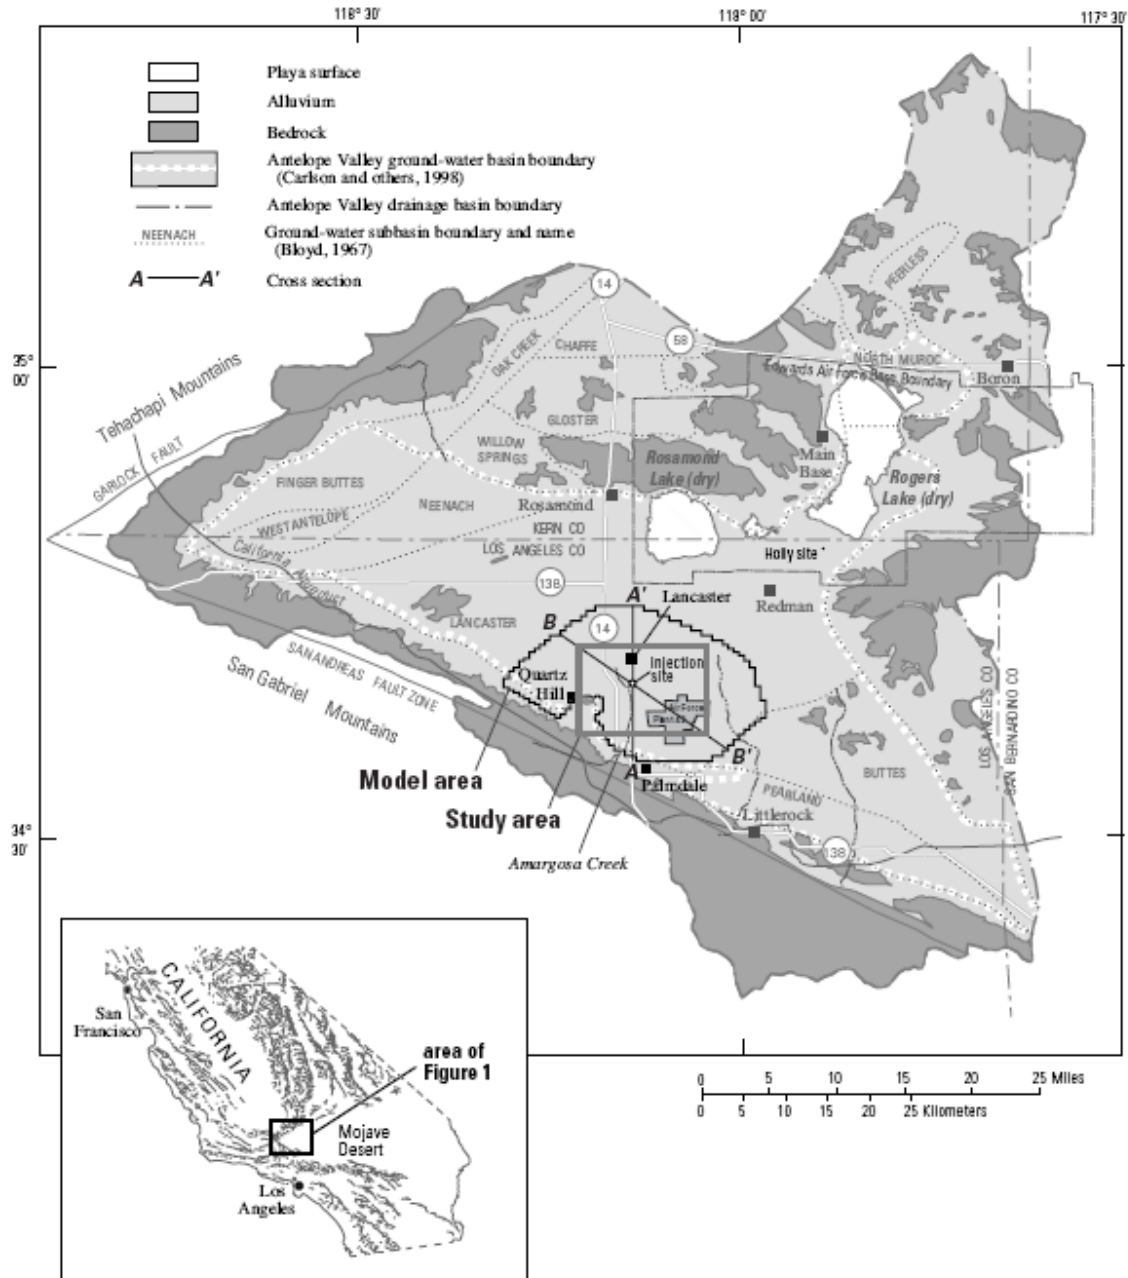 118° 30'
118° 00'
117° 30'
Playa surface
Alluvium
Bedrock
Antelope Valley ground-water basin boundary
(Carlson and others, 1998)
Antelope Valley drainage basin boundary
NEENACH
Ground-water subbasin boundary and name
(Bloyd, 1967)
A
A'
Cross section
14
58
PEERLESS
OAK CREEK
CHAFFE
NORTH MUROC
Edwards Air Force Base Boundary
Boron
35°
00'
Tehachapi Mountains
GARLOCK FAULT
GLOSTER
WILLOW
SPRINGS
Main
Base
Rosamond
Lake (dry)
Rogers
Lake (dry)
FINGER BUTTES
NEENACH
WEST ANTELOPE
Rosamond
KERN CO
LOS ANGELES CO
Holly site
California Aqueduct
138
Redman
A'
Lancaster
B
LANCASTER
14
SAN ANDREAS FAULT ZONE
San Gabriel Mountains
Quartz
Hill
Injection
site
Air Force
Plant 42
LOS ANGELES CO
SAN BERNARDINO CO
B'
A
Palmdale
BUTTES
Model area
Study area
PEARLAND
Littlerock
138
34°
30'
Amargosa Creek
CALIFORNIA
San
Francisco
area of
Figure 1
Mojave
Desert
Los
Angeles
0 5 10 15 20 25 Miles
0 5 10 15 20 25 Kilometers